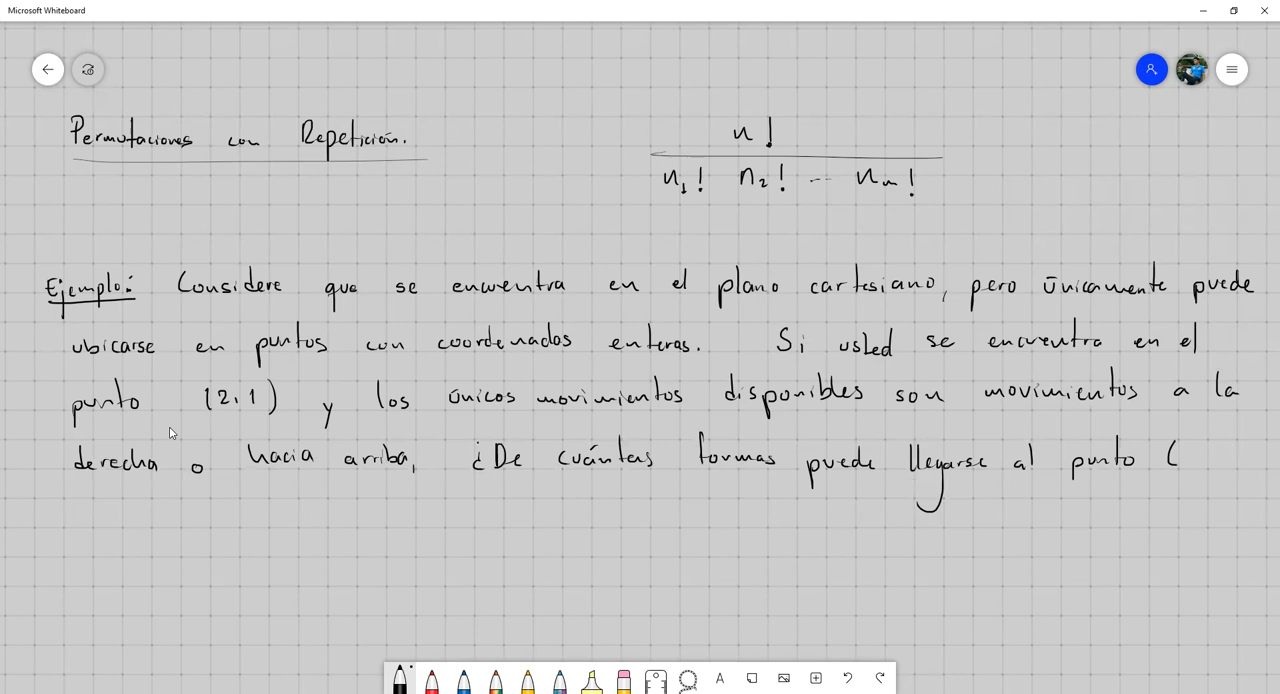 Microsoft Whiteboard
Permutaciones con Repetición.
n!
n₁! n₂! ... nₘ!
Ejemplo: Considere que se encuentra en el plano cartesiano, pero únicamente puede
ubicarse en puntos con coordenadas enteras. Si usted se encuentra en el
punto (2,1) y los únicos movimientos disponibles son movimientos a la
derecha o hacia arriba, ¿De cuántas formas puede llegarse al punto (